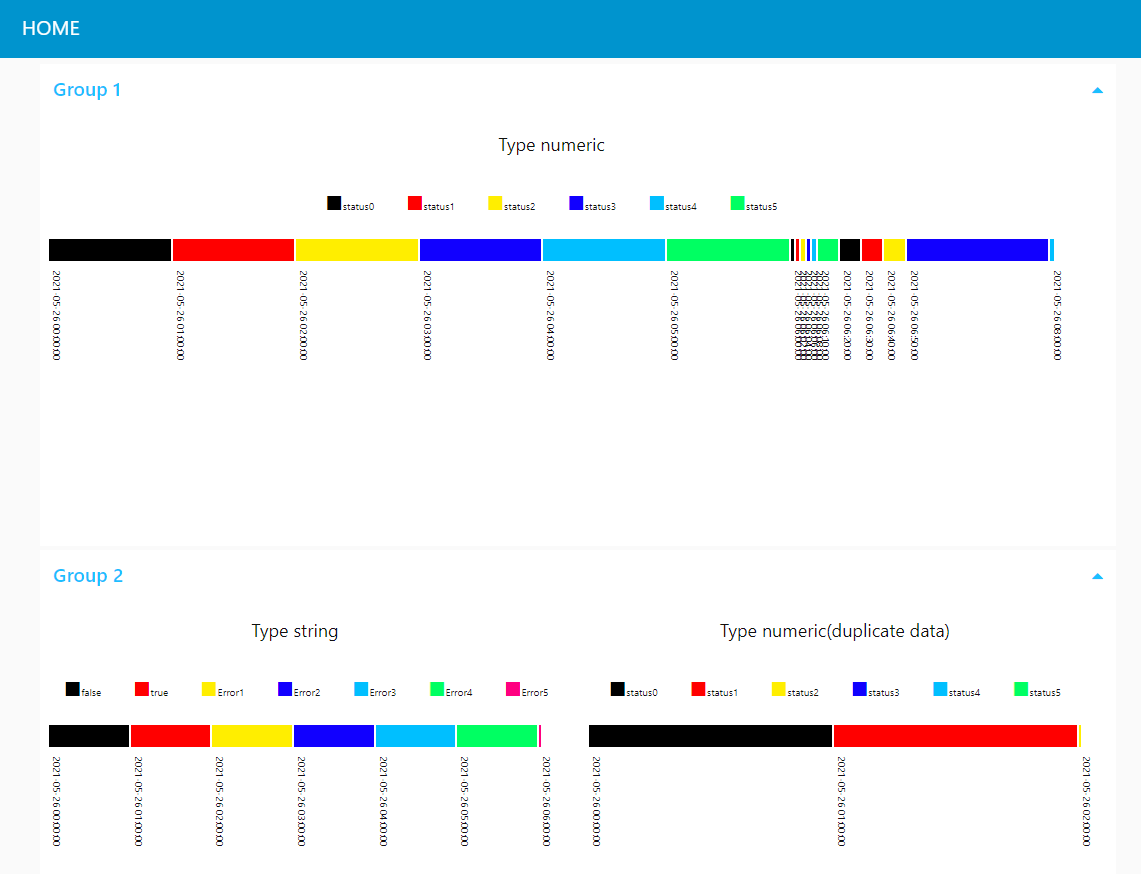 HOME
Group 1
Type numeric
status0 status1 status2 status3 status4 status5
2021-05-26 00:00:00
2021-05-26 01:00:00
2021-05-26 02:00:00
2021-05-26 03:00:00
2021-05-26 04:00:00
2021-05-26 05:00:00
2021-05-26 06:10:00
2021-05-26 06:20:00
2021-05-26 06:30:00
2021-05-26 06:40:00
2021-05-26 06:50:00
2021-05-26 08:00:00
Group 2
Type string
false true Error1 Error2 Error3 Error4 Error5
2021-05-26 00:00:00
2021-05-26 01:00:00
2021-05-26 02:00:00
2021-05-26 03:00:00
2021-05-26 04:00:00
2021-05-26 05:00:00
2021-05-26 06:00:00
Type numeric(duplicate data)
status0 status1 status2 status3 status4 status5
2021-05-26 00:00:00
2021-05-26 01:00:00
2021-05-26 02:00:00